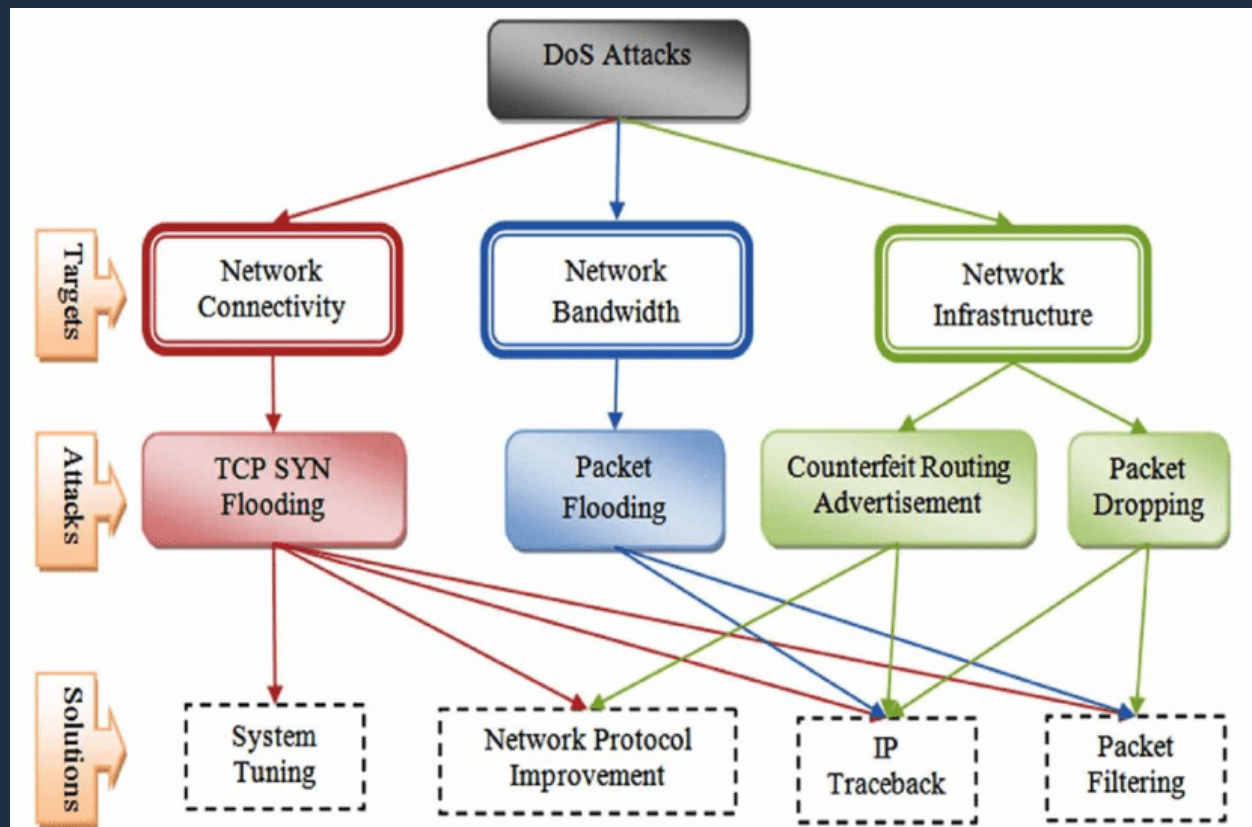 DoS Attacks
Targets
Network
Connectivity
Network
Bandwidth
Network
Infrastructure
Attacks
TCP SYN
Flooding
Packet
Flooding
Counterfeit Routing
Advertisement
Packet
Dropping
Solutions
System
Tuning
Network Protocol
Improvement
IP
Traceback
Packet
Filtering